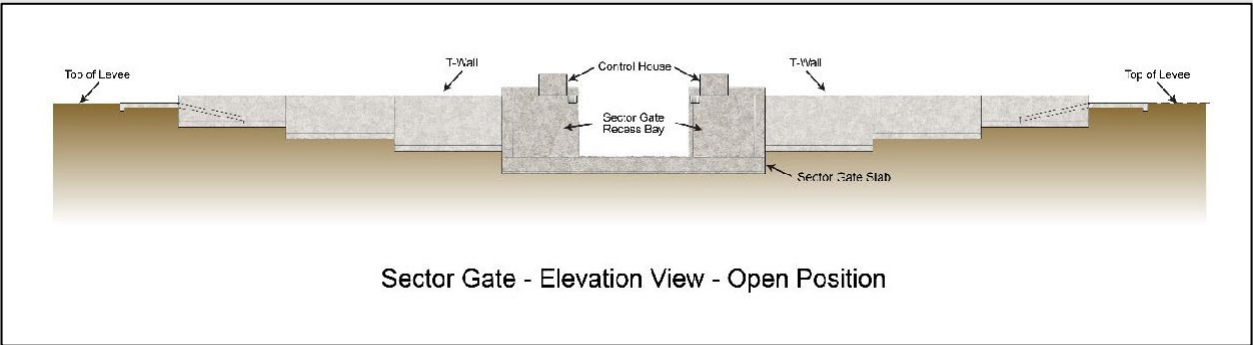 Top of Levee
T-Wall
Control House
T-Wall
Top of Levee
Sector Gate
Recess Bay
Sector Gate Slab
Sector Gate - Elevation View - Open Position